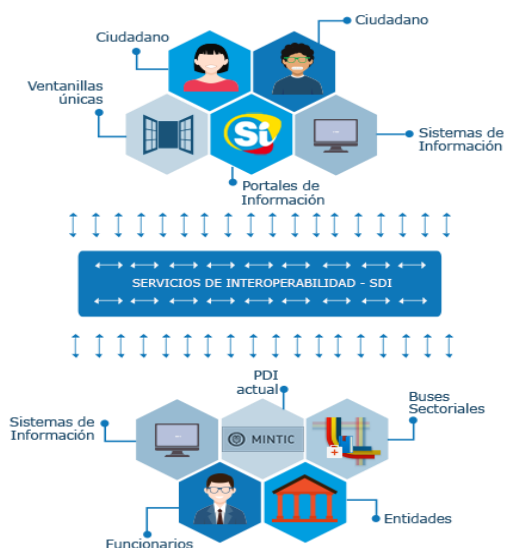 Ciudadano
Ciudadano
Ventanillas
únicas
Si
Sistemas de
Información
Portales de
Información
SERVICIOS DE INTEROPERABILIDAD - SDI
PDI
actual
Buses
Sectoriales
Sistemas de
Información
MINTIC
Entidades
Funcionarios